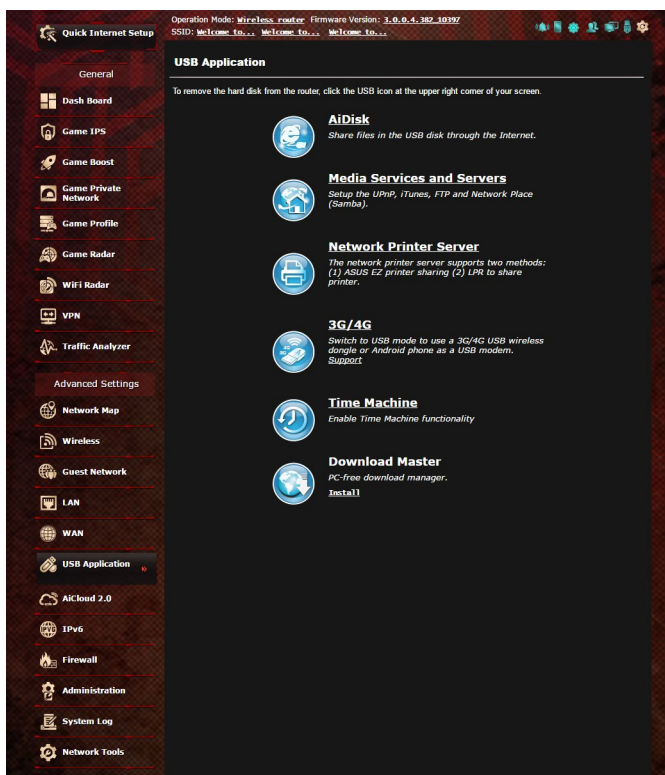 Quick Internet Setup
General
Dash Board
Game IPS
Game Boost
Game Private
Network
Game Profile
Game Radar
WiFi Radar
VPN
Traffic Analyzer
Advanced Settings
Network Map
Wireless
Guest Network
LAN
WAN
USB Application
AiCloud 2.0
IPv6
Firewall
Administration
System Log
Network Tools
Operation Mode: Wireless router Firmware Version: 3.0.0.4.382_10397
SSID: Welcome to... Welcome to... Welcome to...
USB Application
To remove the hard disk from the router, click the USB icon at the upper right corner of your screen.
AiDisk
Share files in the USB disk through the Internet.
Media Services and Servers
Setup the UPnP, iTunes, FTP and Network Place
(Samba).
Network Printer Server
The network printer server supports two methods:
(1) ASUS EZ printer sharing (2) LPR to share
printer.
3G/4G
Switch to USB mode to use a 3G/4G USB wireless
dongle or Android phone as a USB modem.
Support
Time Machine
Enable Time Machine functionality
Download Master
PC-free download manager.
Install